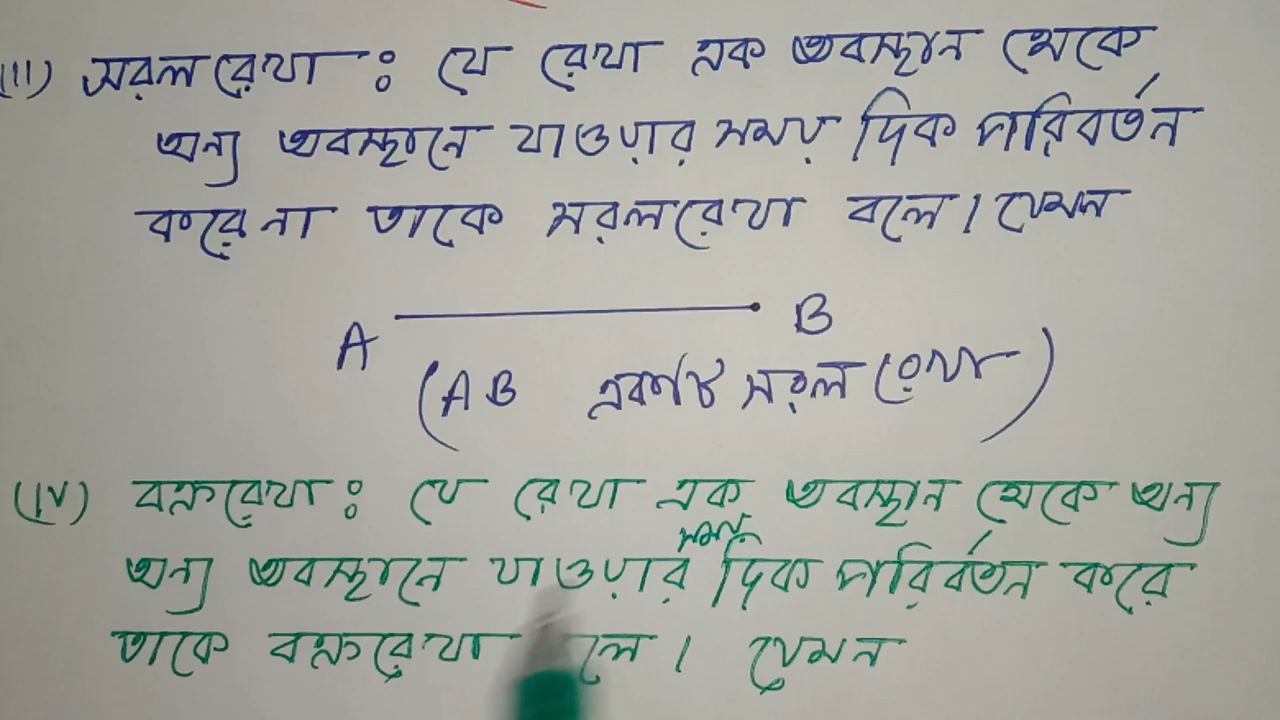 (III) সরলরেখা : যে রেখা এক অবস্থান থেকে
অন্য অবস্থানে যাওয়ার সময় দিক পরিবর্তন
করেনা তাকে সরলরেখা বলে। যেমন
A B
(AB একটি সরল রেখা)
(IV) বক্ররেখা : যে রেখা এক অবস্থান থেকে অন্য
সময়
অন্য অবস্থানে যাওয়ার দিক পরিবর্তন করে
তাকে বক্ররেখা লে। যেমন